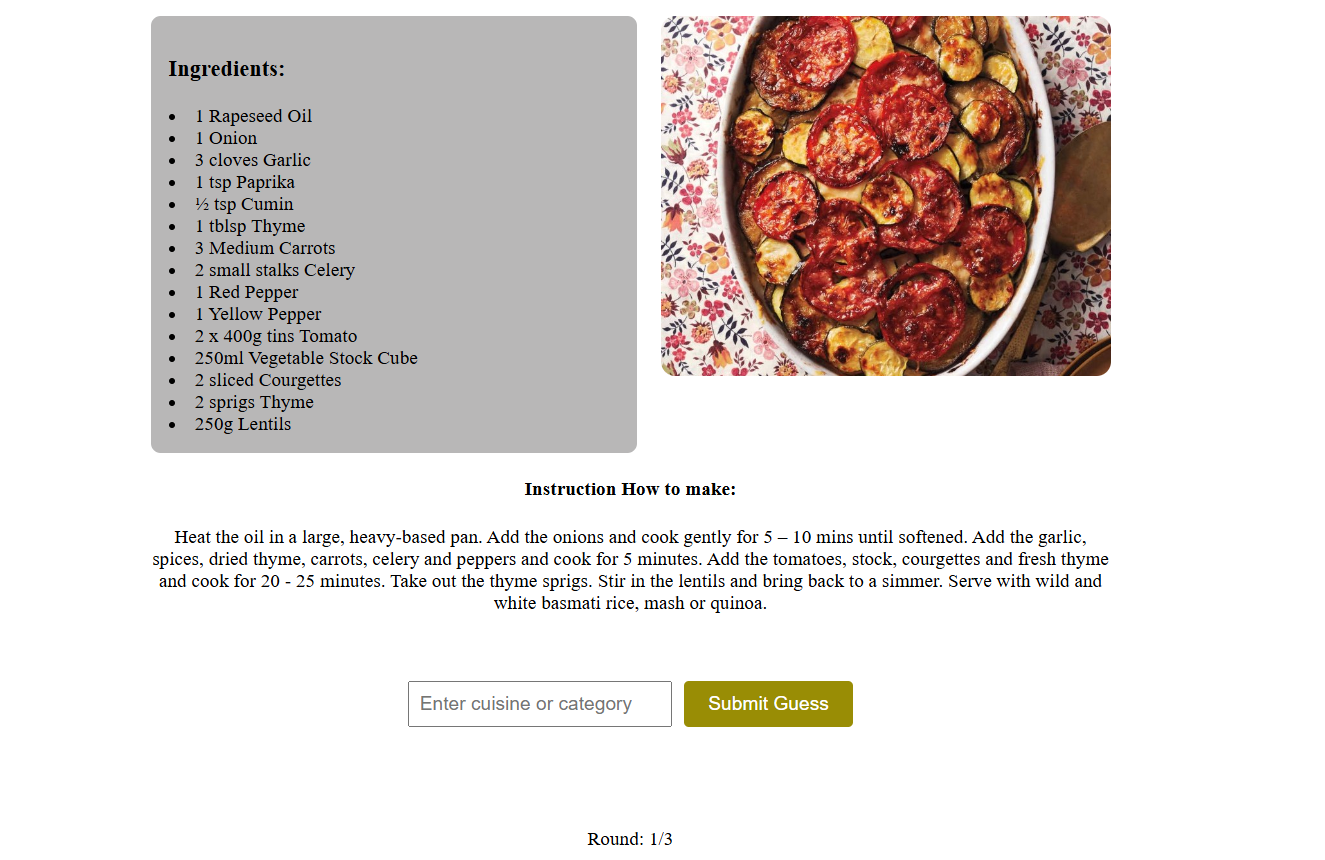 Ingredients:
1 Rapeseed Oil
1 Onion
3 cloves Garlic
1 tsp Paprika
½ tsp Cumin
1 tblsp Thyme
3 Medium Carrots
2 small stalks Celery
1 Red Pepper
1 Yellow Pepper
2 x 400g tins Tomato
250ml Vegetable Stock Cube
2 sliced Courgettes
2 sprigs Thyme
250g Lentils
Instruction How to make:
Heat the oil in a large, heavy-based pan. Add the onions and cook gently for 5 – 10 mins until softened. Add the garlic,
spices, dried thyme, carrots, celery and peppers and cook for 5 minutes. Add the tomatoes, stock, courgettes and fresh thyme
and cook for 20 - 25 minutes. Take out the thyme sprigs. Stir in the lentils and bring back to a simmer. Serve with wild and
white basmati rice, mash or quinoa.
Enter cuisine or category
Submit Guess
Round: 1/3